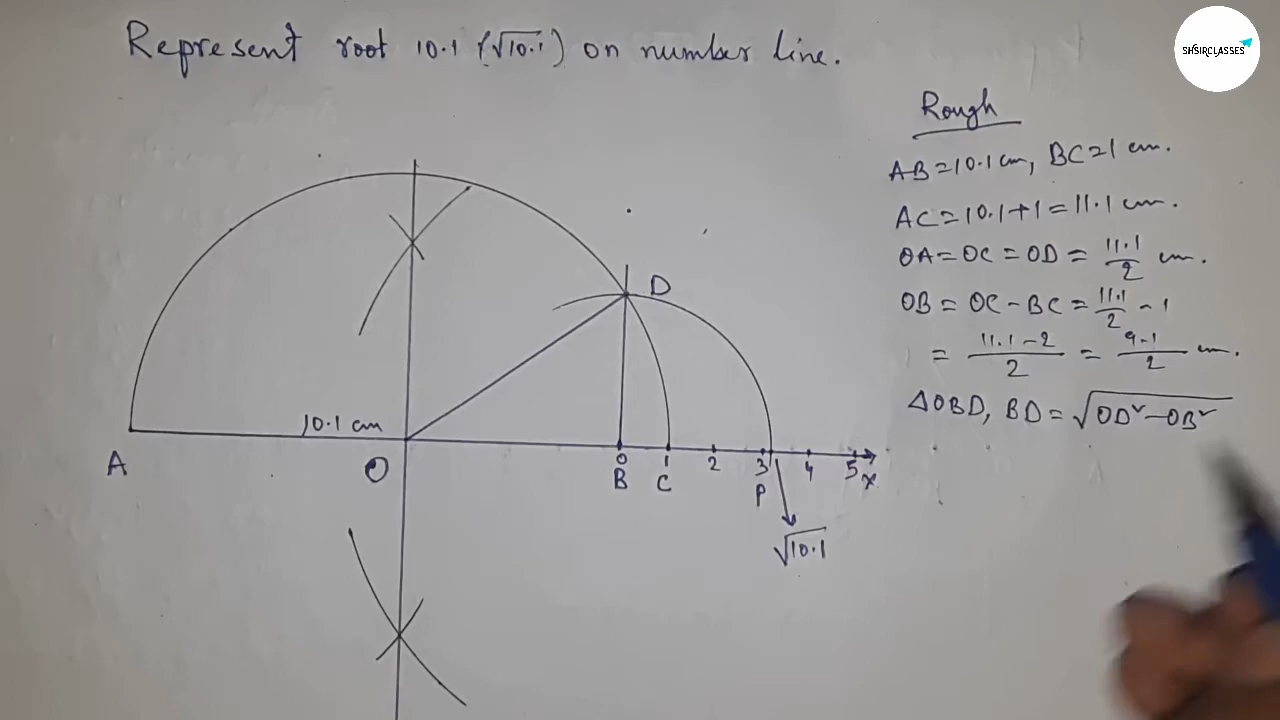 Represent root 10.1 (√10.1) on number line.
SHSIRCLASSES
Rough
AB=10.1 cm, BC=1 cm.
AC=10.1+1=11.1 cm.
OA=OC=OD= 11.1/2 cm.
OB = OC-BC= 11.1/2 -1
= 11.1-2/2 = 9.1/2 cm.
△OBD, BD=√OD²-OB²
D
10.1 cm
A O 0 1 2 3 4 5 X
B C P
√10.1